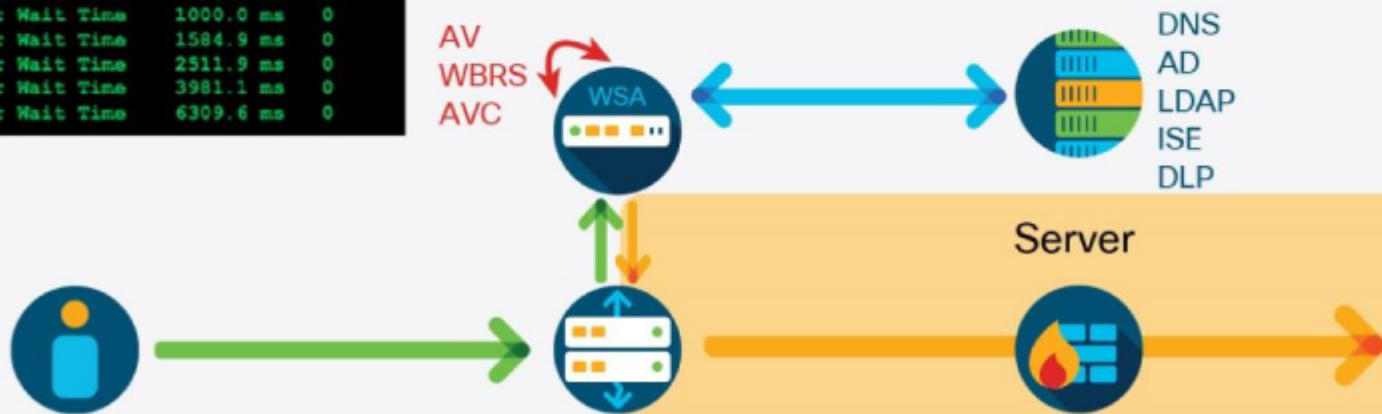 Wait Time 1000.0 ms 0
Wait Time 1584.9 ms 0
Wait Time 2511.9 ms 0
Wait Time 3981.1 ms 0
Wait Time 6309.6 ms 0
AV
WBRS
AVC
WSA
DNS
AD
LDAP
ISE
DLP
Server